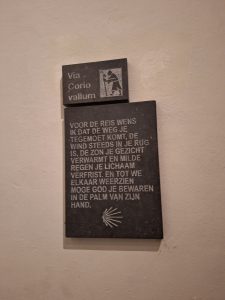 Via
Corio
vallum
VOOR DE REIS WENS
IK DAT DE WEG JE
TEGEMOET KOMT, DE
WIND STEEDS IN JE RUG
IS, DE ZON JE GEZICHT
VERWARMT EN MILDE
REGEN JE LICHAAM
VERFRIST. EN TOT WE
ELKAAR WEERZIEN
MOGE GOD JE BEWAREN
IN DE PALM VAN ZIJN
HAND.